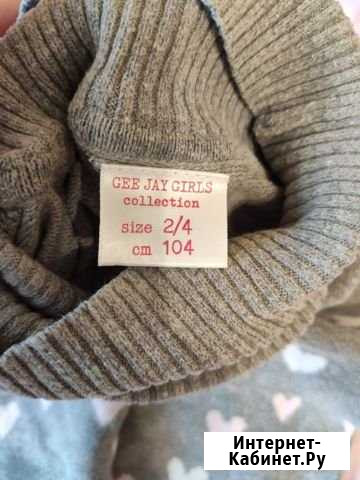 GEE JAY GIRLS
collection
size 2/4
cm 104
Интернет-
Кабинет.Ру